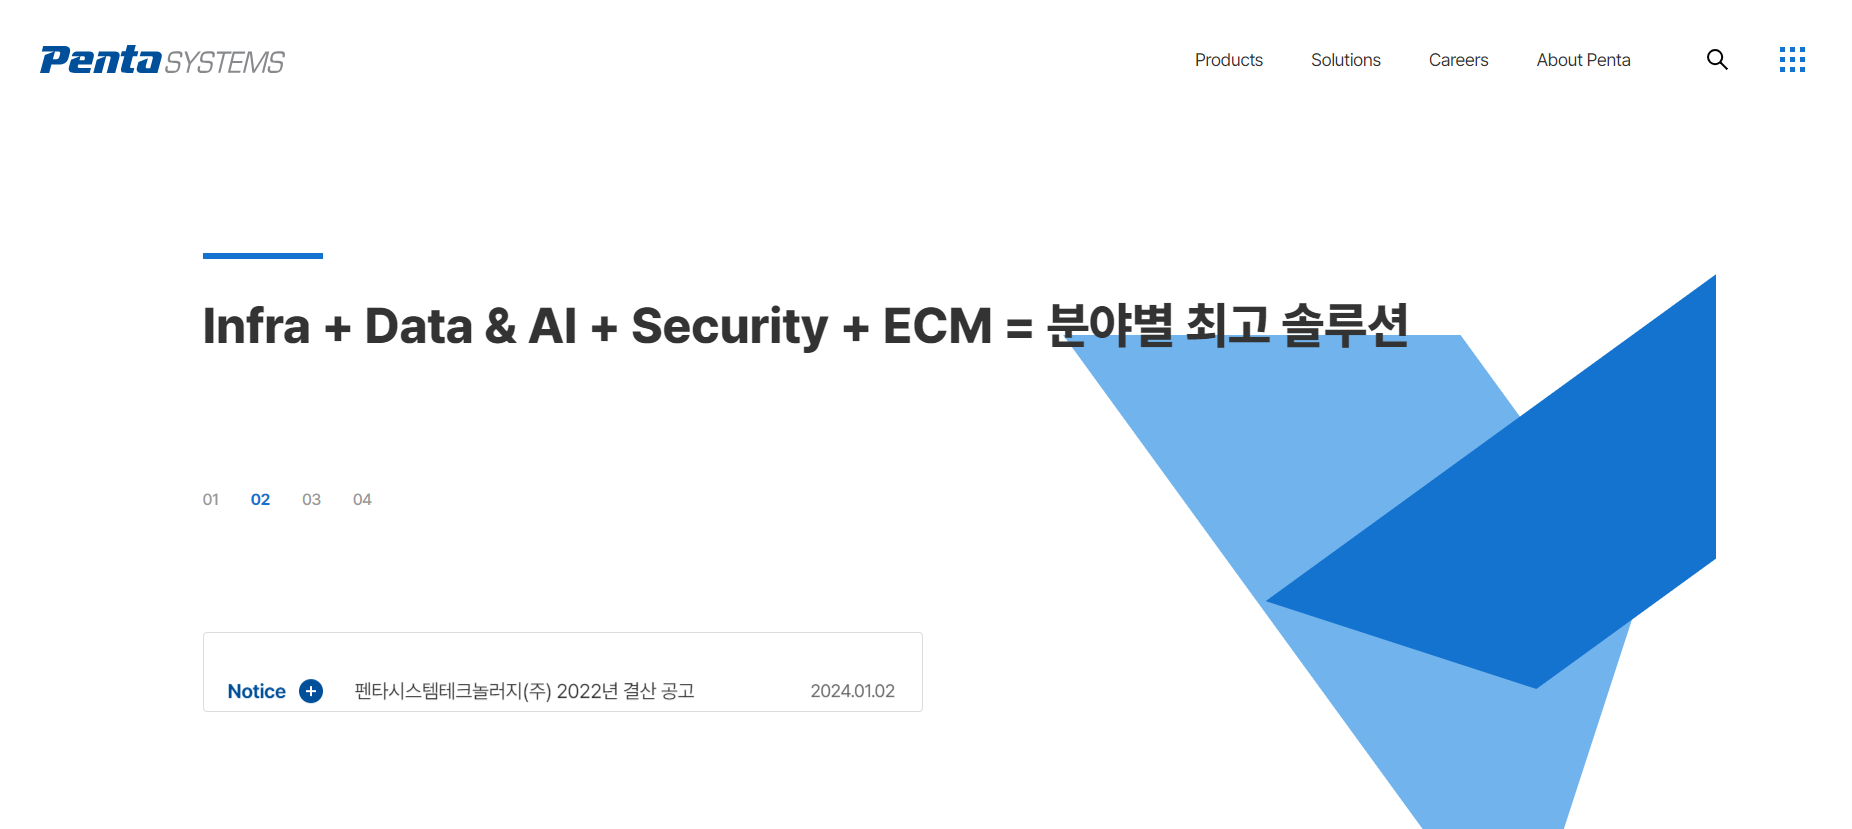 Penta SYSTEMS
Products Solutions Careers About Penta
Infra + Data & AI + Security + ECM = 분야별 최고 솔루션
01 02 03 04
Notice 펜타시스템테크놀러지(주) 2022년 결산 공고 2024.01.02